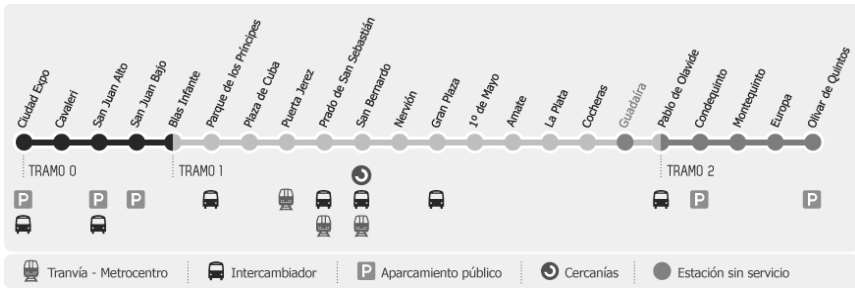 Ciudad Expo
Cavaleri
San Juan Alto
San Juan Bajo
Blas Infante
Parque de los Príncipes
Plaza de Cuba
Puerta Jerez
Prado de San Sebastián
San Bernardo
Nervión
Gran Plaza
1º de Mayo
Amate
La Plata
Cocheras
Guadaíra
Pablo de Olavide
Condequinto
Montequinto
Europa
Olivar de Quintos
TRAMO 0
TRAMO 1
TRAMO 2
P
P
P
P
P
Tranvía - Metrocentro
Intercambiador
P Aparcamiento público
Cercanías
Estación sin servicio